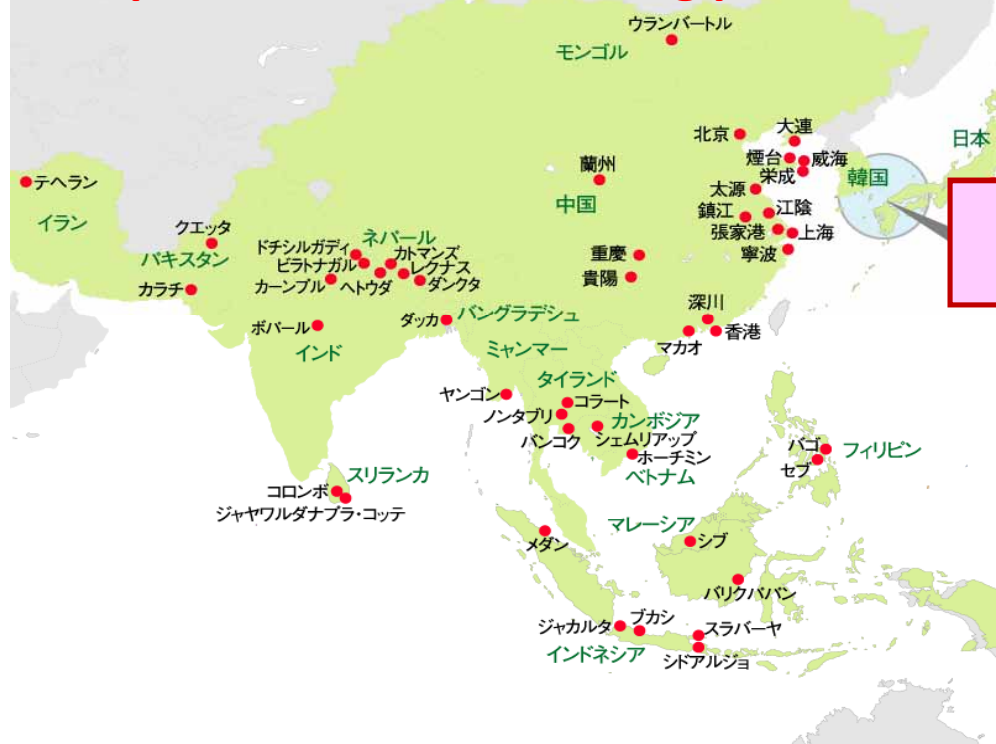 ウランバートル
モンゴル
北京
大連
日本
煙台
威海
栄成
韓国
蘭州
太源
テヘラン
中国
鎮江
江陰
イラン
クエッタ
張家港
上海
ドチシルガディ
ネパール
カトマンズ
寧波
パキスタン
ビラトナガル
レクナス
重慶
カーンプル
ヘトウダ
ダンクタ
貴陽
カラチ
深川
ボパール
ダッカ
バングラデシュ
香港
マカオ
インド
ミャンマー
タイランド
ヤンゴン
コラート
ノンタブリ
カンボジア
バンコク
シェムリアップ
バゴ
フィリピン
ホーチミン
セブ
スリランカ
ベトナム
コロンボ
ジャヤワルダナプラ・コッテ
マレーシア
メダン
シブ
バリクパパン
ジャカルタ
ブカシ
スラバーヤ
インドネシア
シドアルジョ